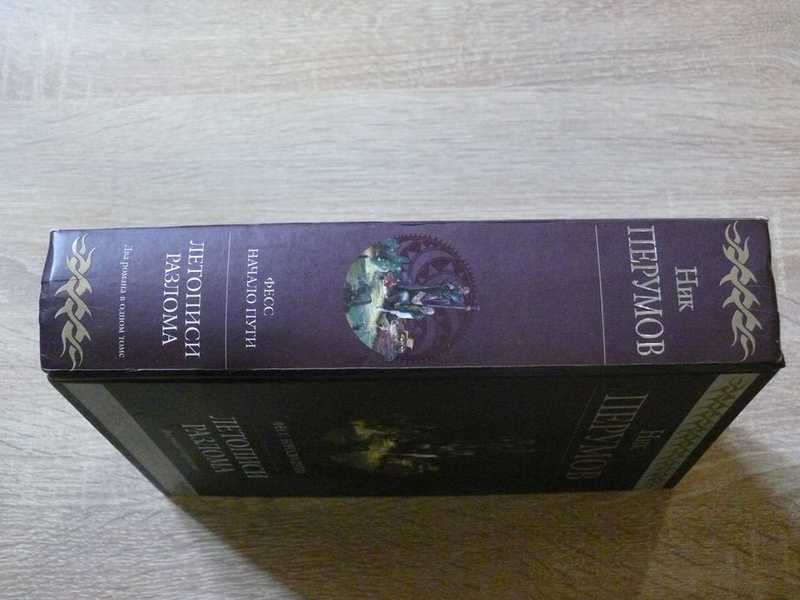 Ник
ПЕРУМОВ
ФЕСС
НАЧАЛО ПУТИ
ЛЕТОПИСИ
РАЗЛОМА
Два романа в одном томе
Ник
ПЕРУМОВ
ЛЕТОПИСИ
РАЗЛОМА